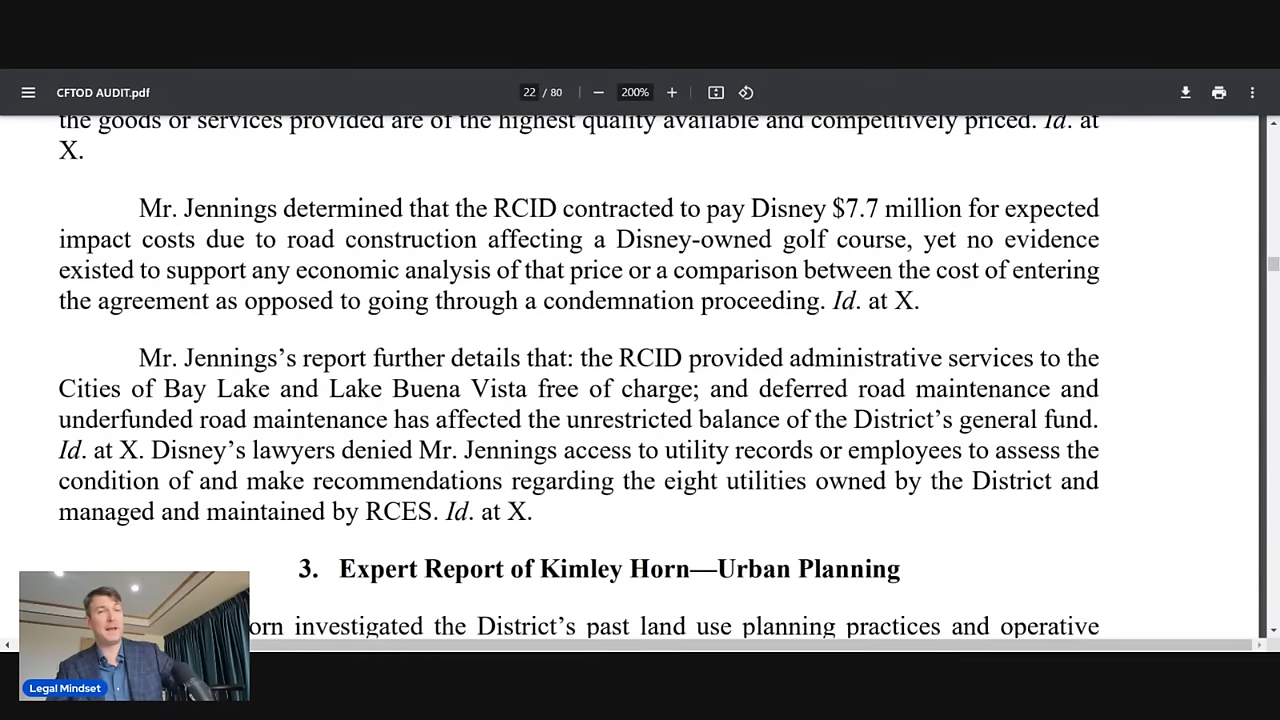 CFTOD AUDIT.pdf
22 / 80
200%
the goods or services provided are of the highest quality available and competitively priced. Id. at
X.
Mr. Jennings determined that the RCID contracted to pay Disney $7.7 million for expected
impact costs due to road construction affecting a Disney-owned golf course, yet no evidence
existed to support any economic analysis of that price or a comparison between the cost of entering
the agreement as opposed to going through a condemnation proceeding. Id. at X.
Mr. Jennings’s report further details that: the RCID provided administrative services to the
Cities of Bay Lake and Lake Buena Vista free of charge; and deferred road maintenance and
underfunded road maintenance has affected the unrestricted balance of the District’s general fund.
Id. at X. Disney’s lawyers denied Mr. Jennings access to utility records or employees to assess the
condition of and make recommendations regarding the eight utilities owned by the District and
managed and maintained by RCES. Id. at X.
3. Expert Report of Kimley Horn—Urban Planning
orn investigated the District’s past land use planning practices and operative
Legal Mindset